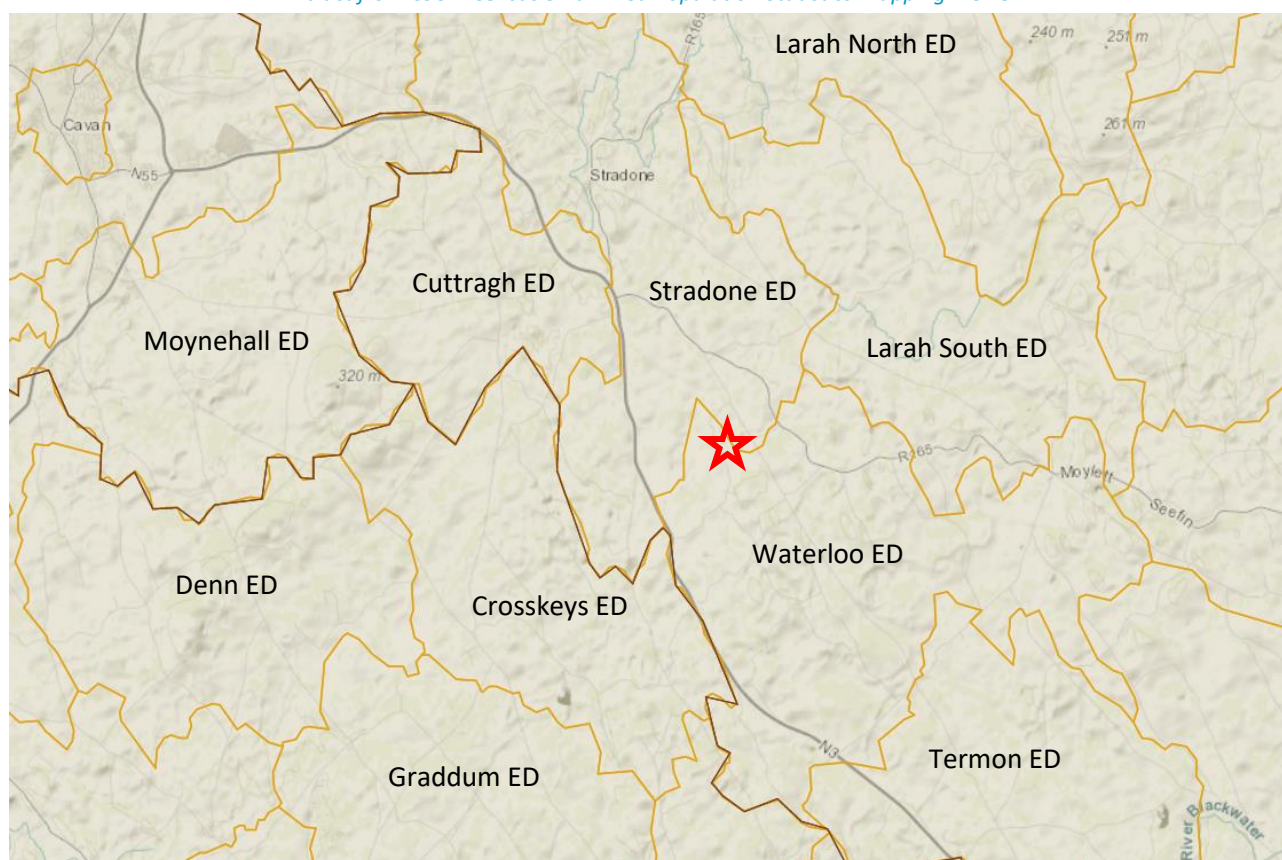 Larah North ED
240 m
251 m
R165
Cavan
261 m
N55
Stradone
Cuttragh ED
Stradone ED
Moynehall ED
Larah South ED
320 m
R165
Moylett
Seefin
Waterloo ED
Denn ED
Crosskeys ED
N3
Termon ED
Graddum ED
River Blackwater